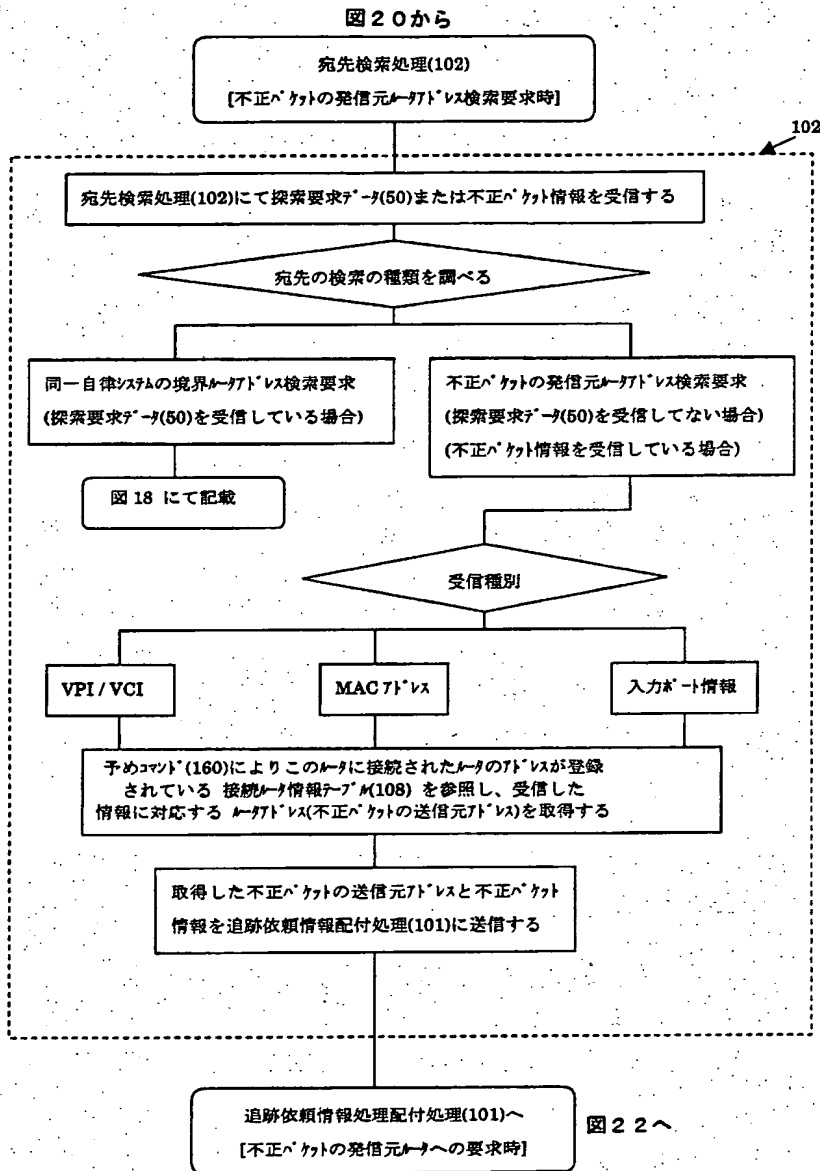 図20から
宛先検索処理(102)
[不正パケットの発信元ルータアドレス検索要求時]
102
宛先検索処理(102)にて探索要求データ(50)または不正パケット情報を受信する
宛先の検索の種類を調べる
同一自律システムの境界ルータアドレス検索要求
(探索要求データ(50)を受信している場合)
不正パケットの発信元ルータアドレス検索要求
(探索要求データ(50)を受信してない場合)
(不正パケット情報を受信している場合)
図18 にて記載
受信種別
VPI / VCI
MACアドレス
入力ポート情報
予めコマンド(160)によりこのルータに接続されたルータのアドレスが登録
されている 接続ルータ情報テーブル(108) を参照し、受信した
情報に対応する ルータアドレス(不正パケットの送信元アドレス)を取得する
取得した不正パケットの送信元アドレスと不正パケット
情報を追跡依頼情報配付処理(101)に送信する
追跡依頼情報処理配付処理(101)へ
[不正パケットの発信元ルータへの要求時]
図22へ